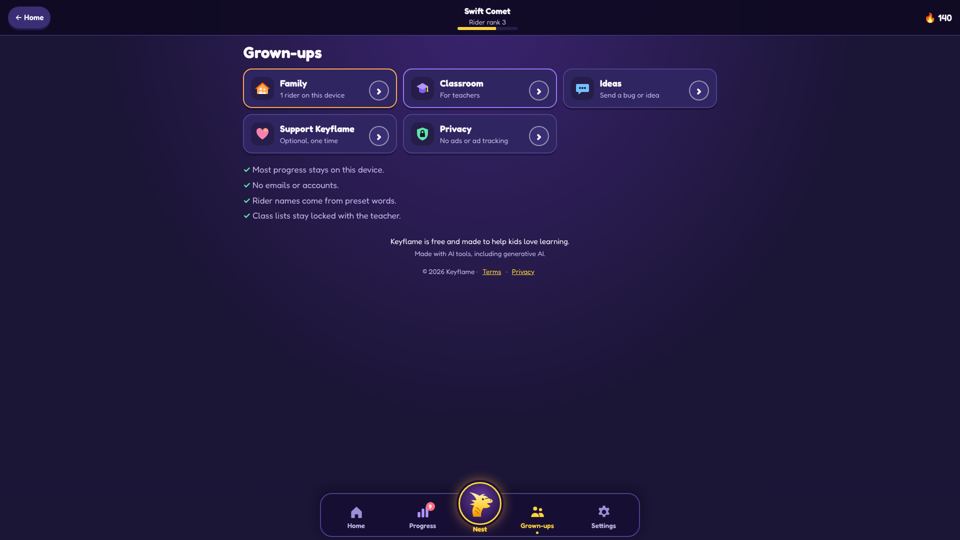 ← Home
Swift Comet
Rider rank 3
140
Grown-ups
Family
1 rider on this device
Classroom
For teachers
Ideas
Send a bug or idea
Support Keyflame
Optional, one time
Privacy
No ads or ad tracking
✓ Most progress stays on this device.
✓ No emails or accounts.
✓ Rider names come from preset words.
✓ Class lists stay locked with the teacher.
Keyflame is free and made to help kids love learning.
Made with AI tools, including generative AI.
© 2026 Keyflame · Terms · Privacy
Home
Progress
Nest
Grown-ups
Settings